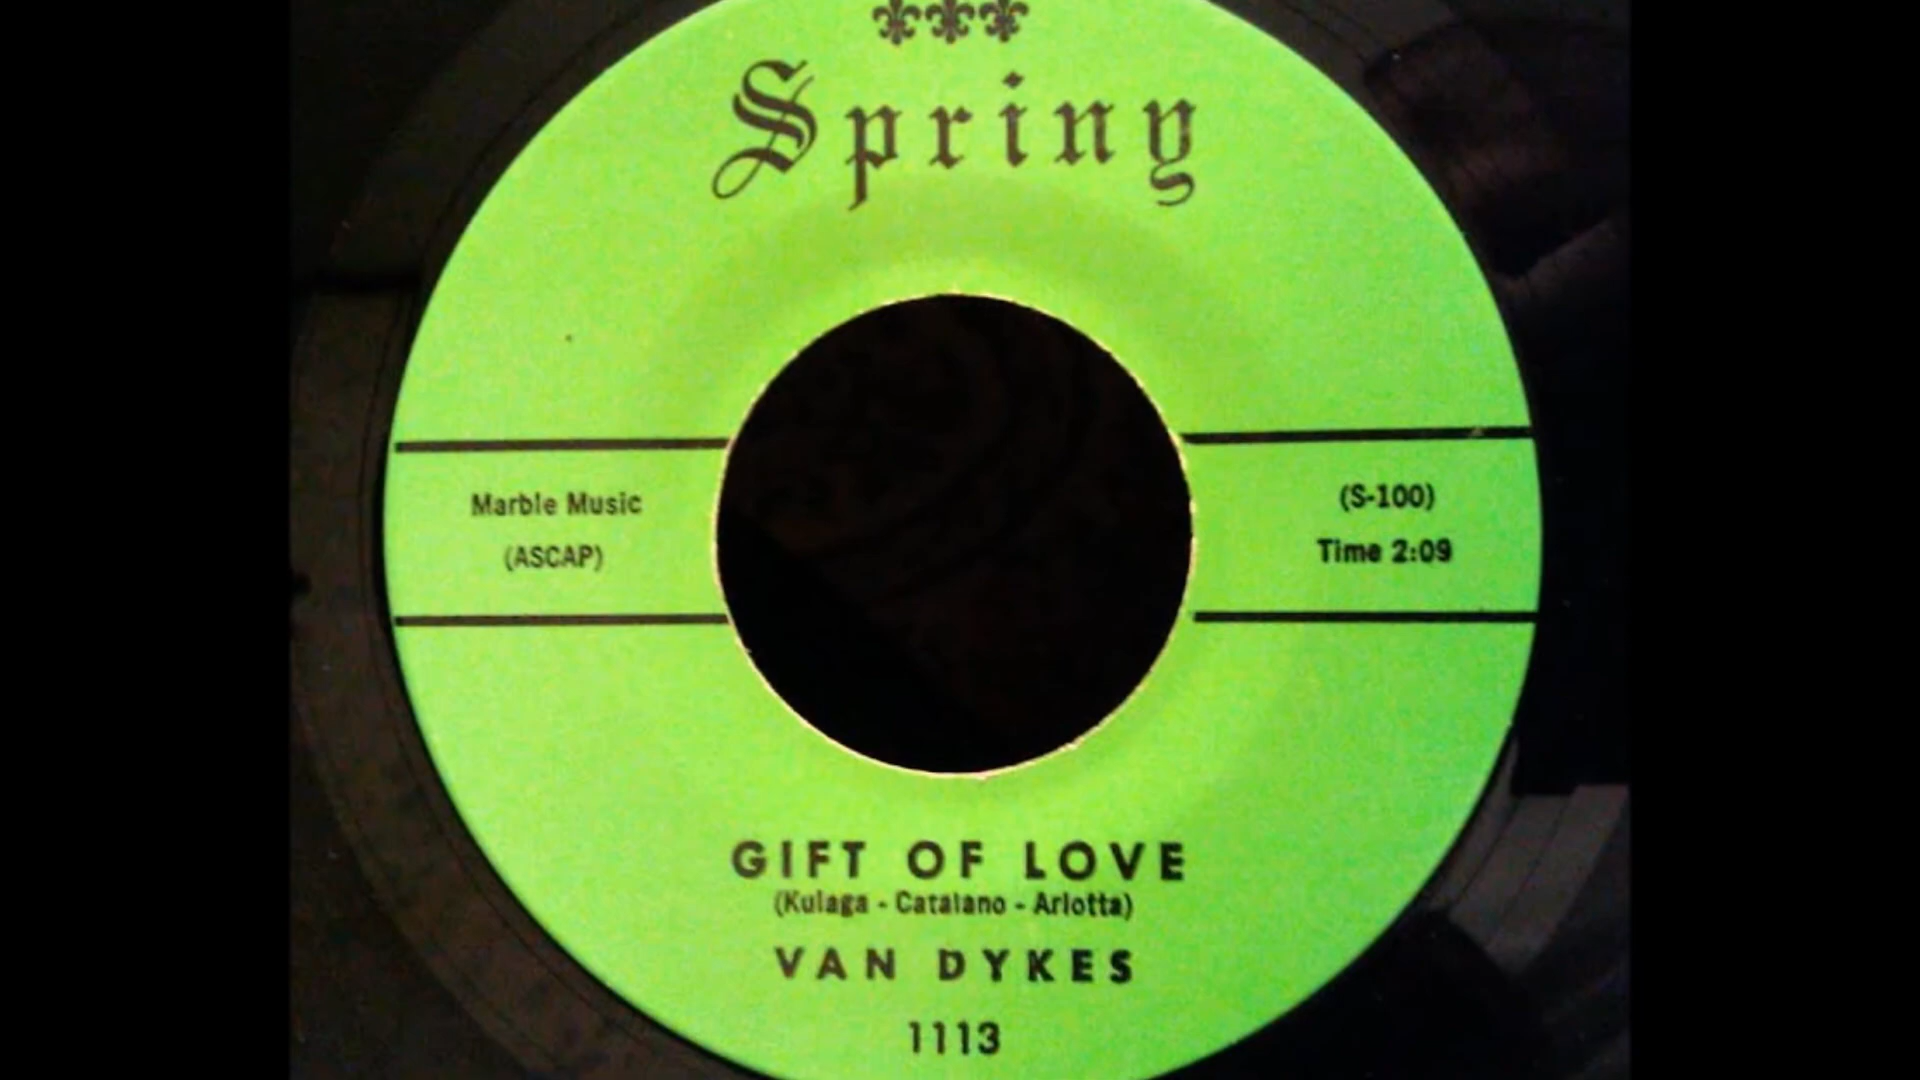 Spriny
Marble Music
(ASCAP)
(S-100)
Time 2:09
GIFT OF LOVE
(Kulaga - Catalano - Arlotta)
VAN DYKES
1113